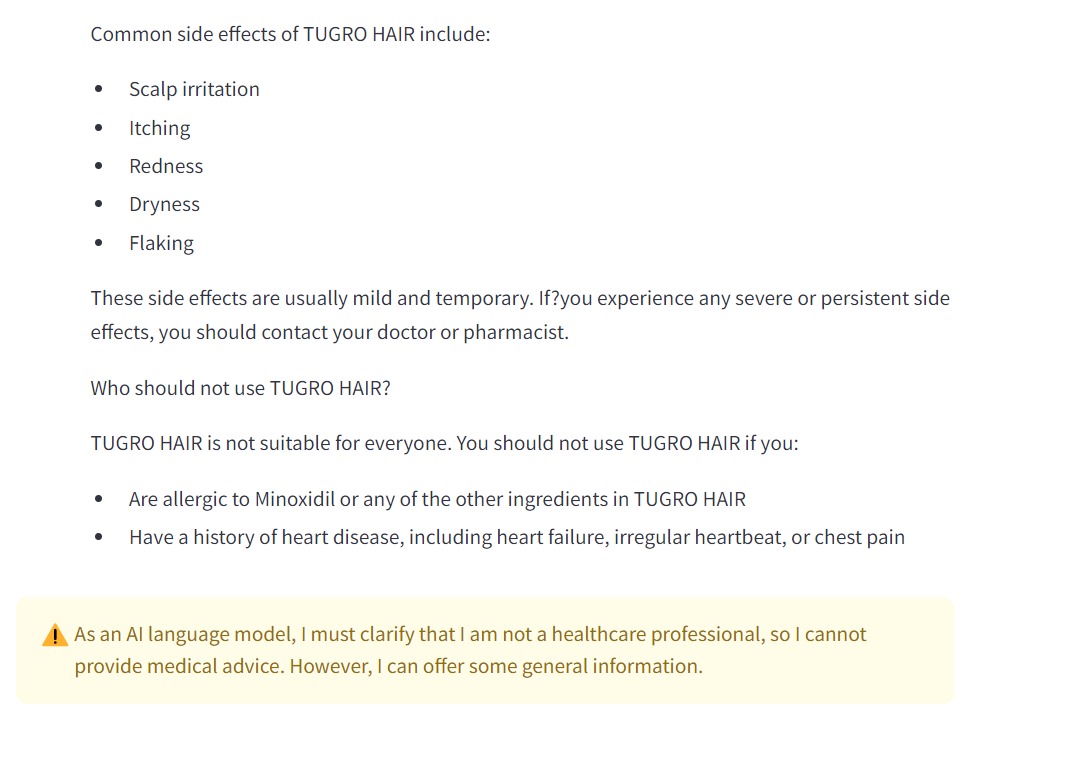 Common side effects of TUGRO HAIR include:
• Scalp irritation
• Itching
• Redness
• Dryness
• Flaking
These side effects are usually mild and temporary. If?you experience any severe or persistent side
effects, you should contact your doctor or pharmacist.
Who should not use TUGRO HAIR?
TUGRO HAIR is not suitable for everyone. You should not use TUGRO HAIR if you:
• Are allergic to Minoxidil or any of the other ingredients in TUGRO HAIR
• Have a history of heart disease, including heart failure, irregular heartbeat, or chest pain
⚠️ As an AI language model, I must clarify that I am not a healthcare professional, so I cannot
provide medical advice. However, I can offer some general information.